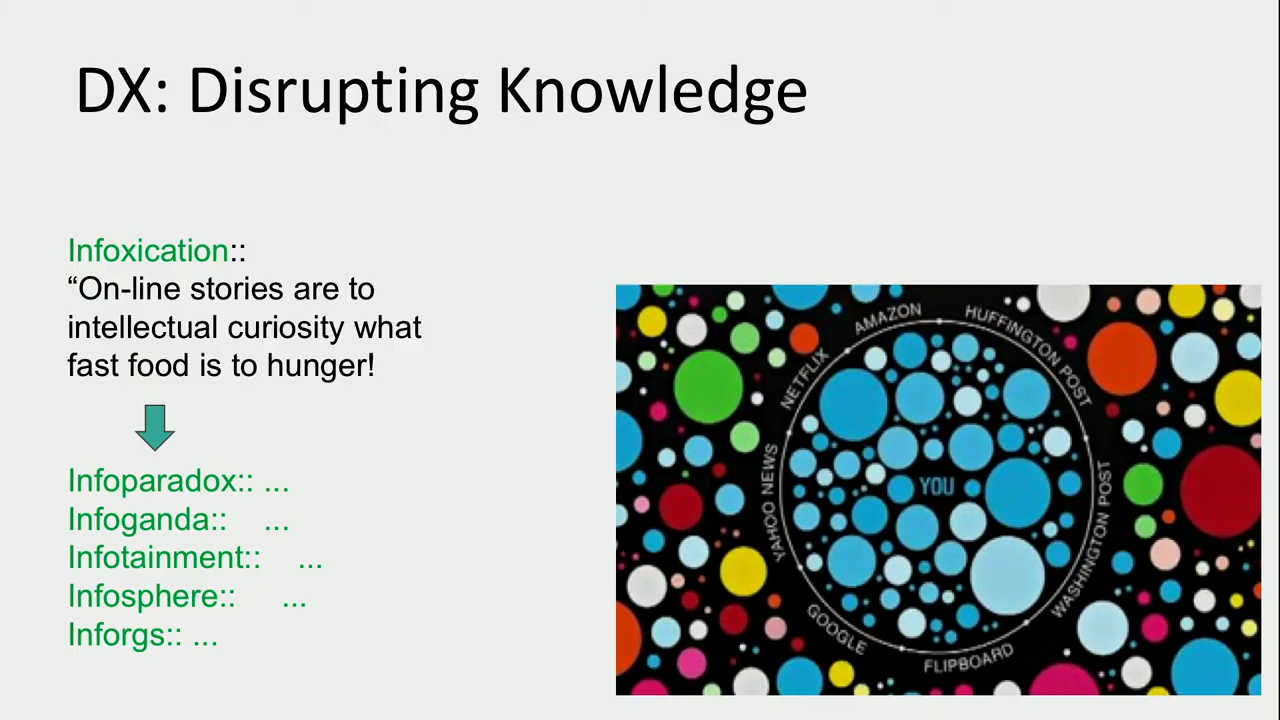 DX: Disrupting Knowledge
Infoxication::
“On-line stories are to
intellectual curiosity what
fast food is to hunger!
Infoparadox:: ...
Infoganda:: ...
Infotainment:: ...
Infosphere:: ...
Inforgs:: ...
AMAZON
HUFFINGTON POST
NETFLIX
YAHOO NEWS
YOU
WASHINGTON POST
GOOGLE
FLIPBOARD